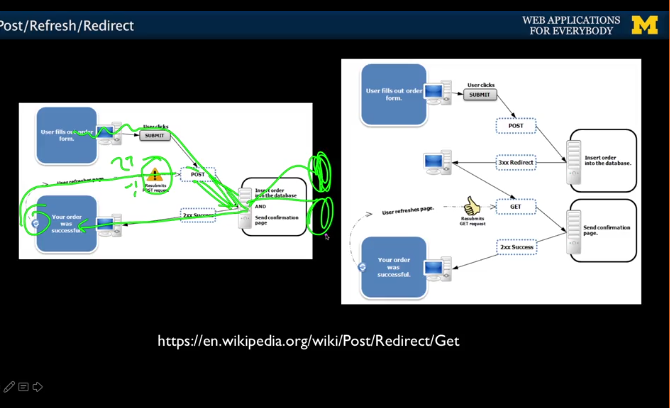 Post/Refresh/Redirect
WEB APPLICATIONS
FOR EVERYBODY
M
User fills out order
form.
User clicks
SUBMIT
POST
User refreshes page.
Resubmits
POST request
Insert order
into the database
AND
Send confirmation
page
2xx Success
Your order
was
successful.
User fills out order
form.
User clicks
SUBMIT
POST
3xx Redirect
Insert order
into the database.
GET
User refreshes page.
Resubmits
GET request
Send confirmation
page.
2xx Success
Your order
was
successful.
https://en.wikipedia.org/wiki/Post/Redirect/Get